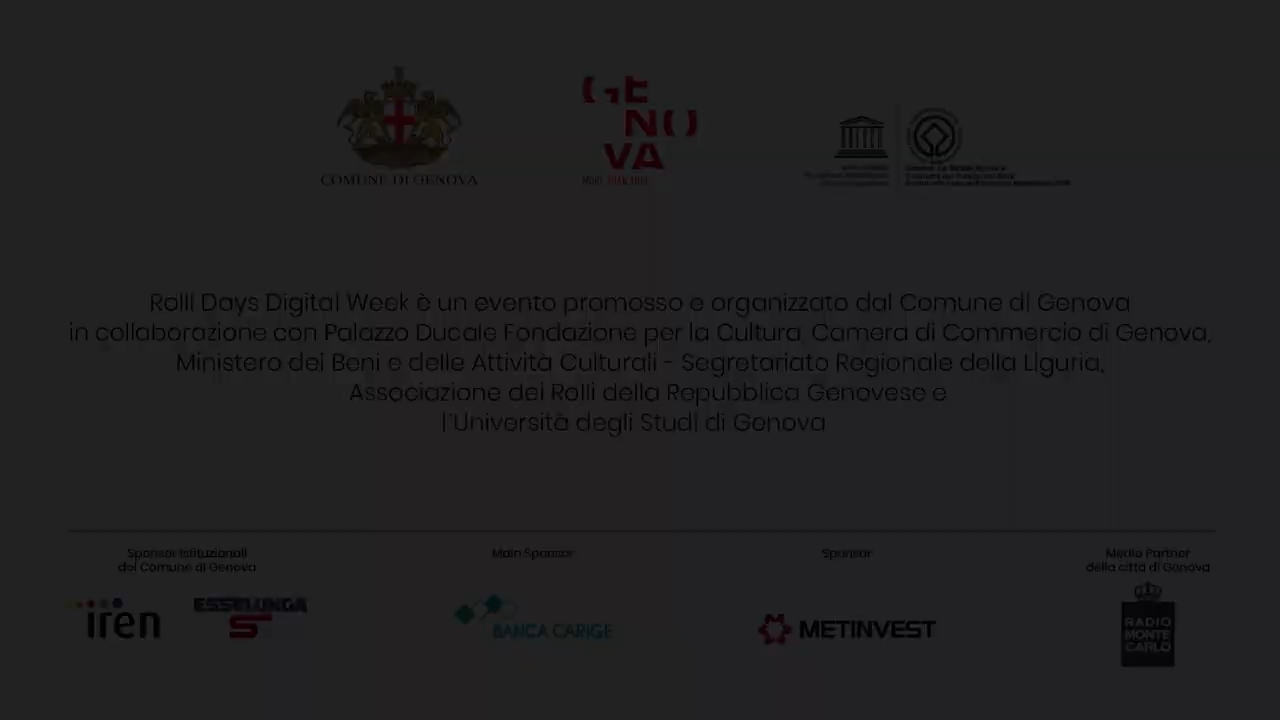 COMUNE DI GENOVA
GE
NO
VA
MORE THAN THIS
Rolli Days Digital Week è un evento promosso e organizzato dal Comune di Genova
in collaborazione con Palazzo Ducale Fondazione per la Cultura, Camera di Commercio di Genova,
Ministero dei Beni e delle Attività Culturali - Segretariato Regionale della Liguria,
Associazione dei Rolli della Repubblica Genovese e
l'Università degli Studi di Genova
Sponsor Istituzionali
del Comune di Genova
Main Sponsor
Sponsor
Media Partner
della città di Genova
iren
ESSELUNGA
BANCA CARIGE
METINVEST
RADIO
MONTE
CARLO